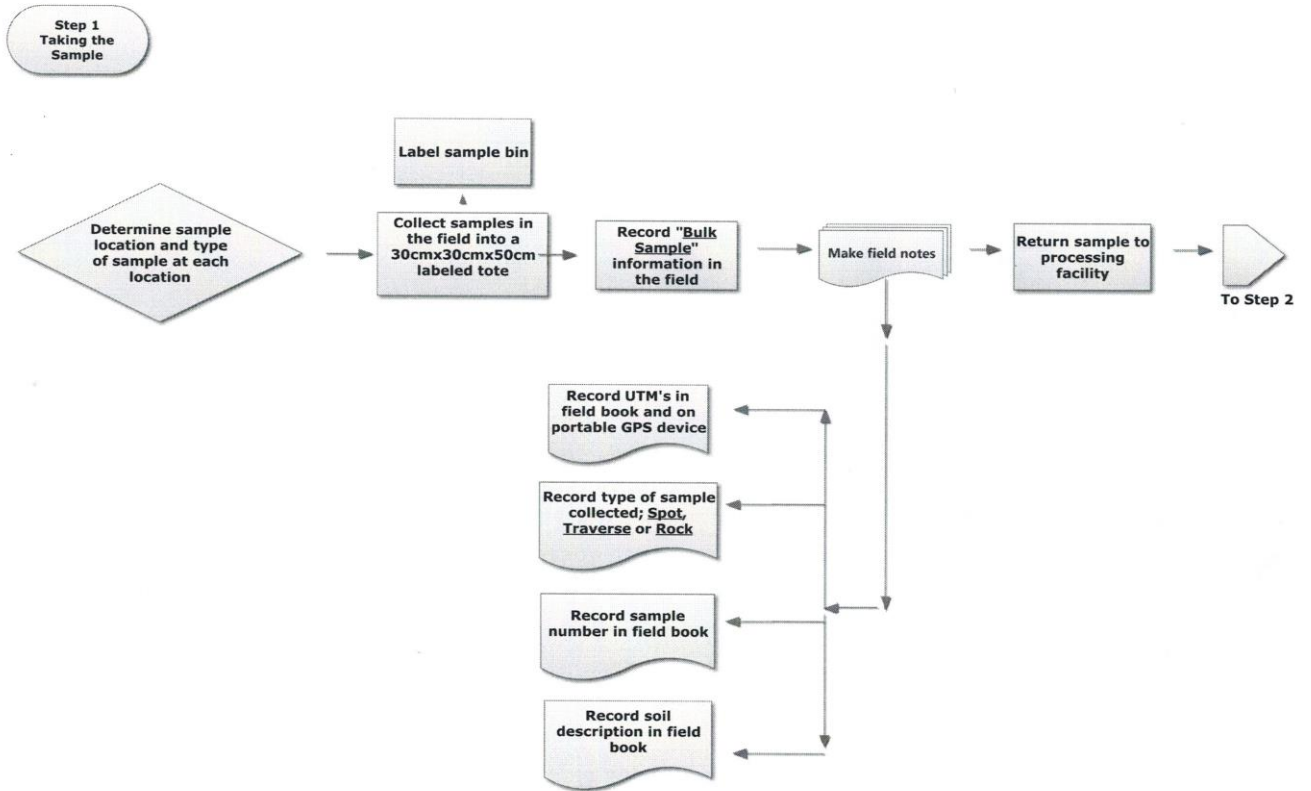 Step 1
Taking the
Sample
Label sample bin
Determine sample
location and type
of sample at each
location
Collect samples in
the field into a
30cmx30cmx50cm
labeled tote
Record "Bulk
Sample"
information in
the field
Make field notes
Return sample to
processing
facility
To Step 2
Record UTM's in
field book and on
portable GPS device
Record type of sample
collected; Spot,
Traverse or Rock
Record sample
number in field book
Record soil
description in field
book